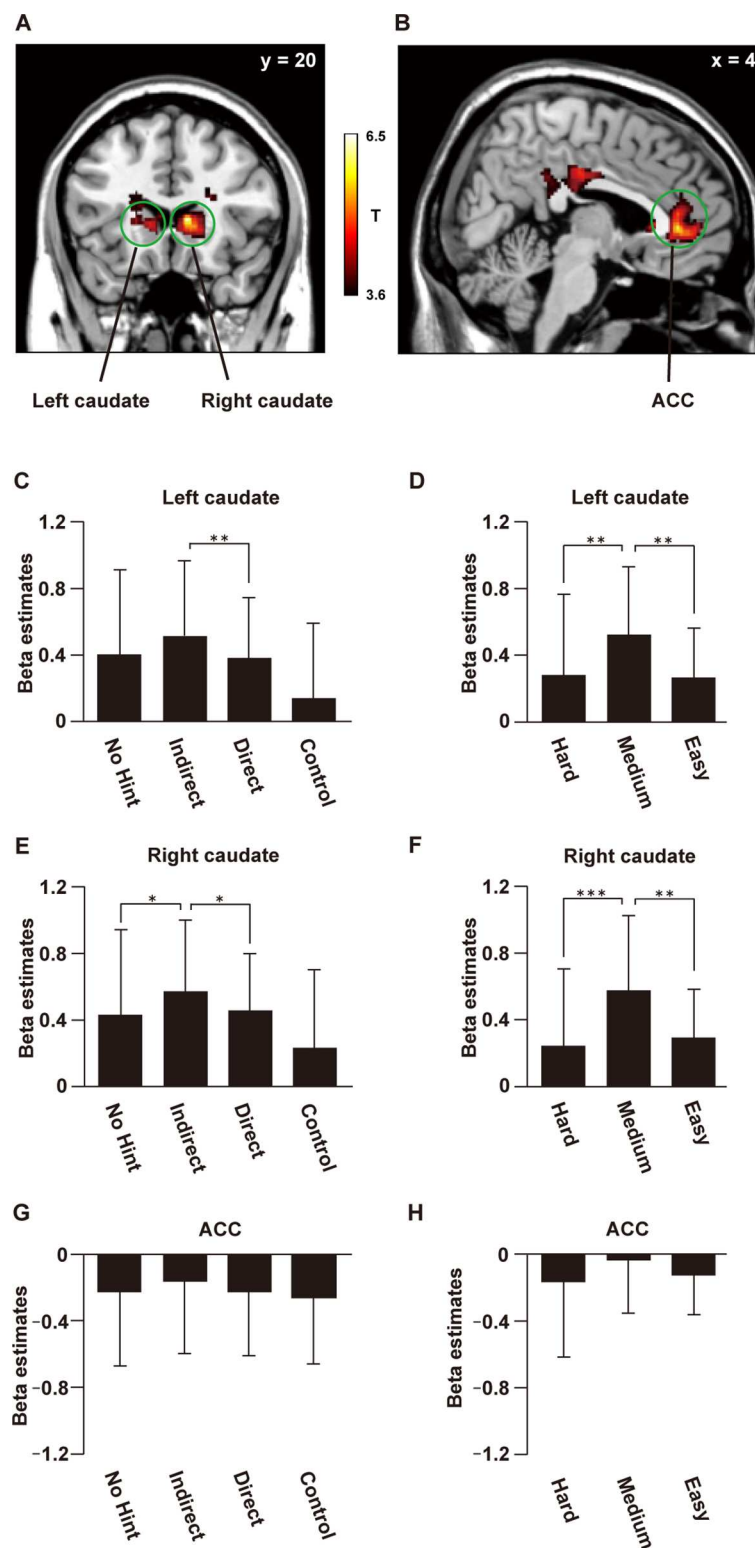 A
y = 20
6.5
T
3.6
Left caudate
Right caudate
B
x = 4
ACC
C
Left caudate
Beta estimates
1.2
0.8
0.4
0
**
No Hint
Indirect
Direct
Control
D
Left caudate
Beta estimates
1.2
0.8
0.4
0
**
**
Hard
Medium
Easy
E
Right caudate
Beta estimates
1.2
0.8
0.4
0
*
*
No Hint
Indirect
Direct
Control
F
Right caudate
Beta estimates
1.2
0.8
0.4
0
***
**
Hard
Medium
Easy
G
ACC
Beta estimates
0
−0.4
−0.8
−1.2
No Hint
Indirect
Direct
Control
H
ACC
Beta estimates
0
−0.4
−0.8
−1.2
Hard
Medium
Easy